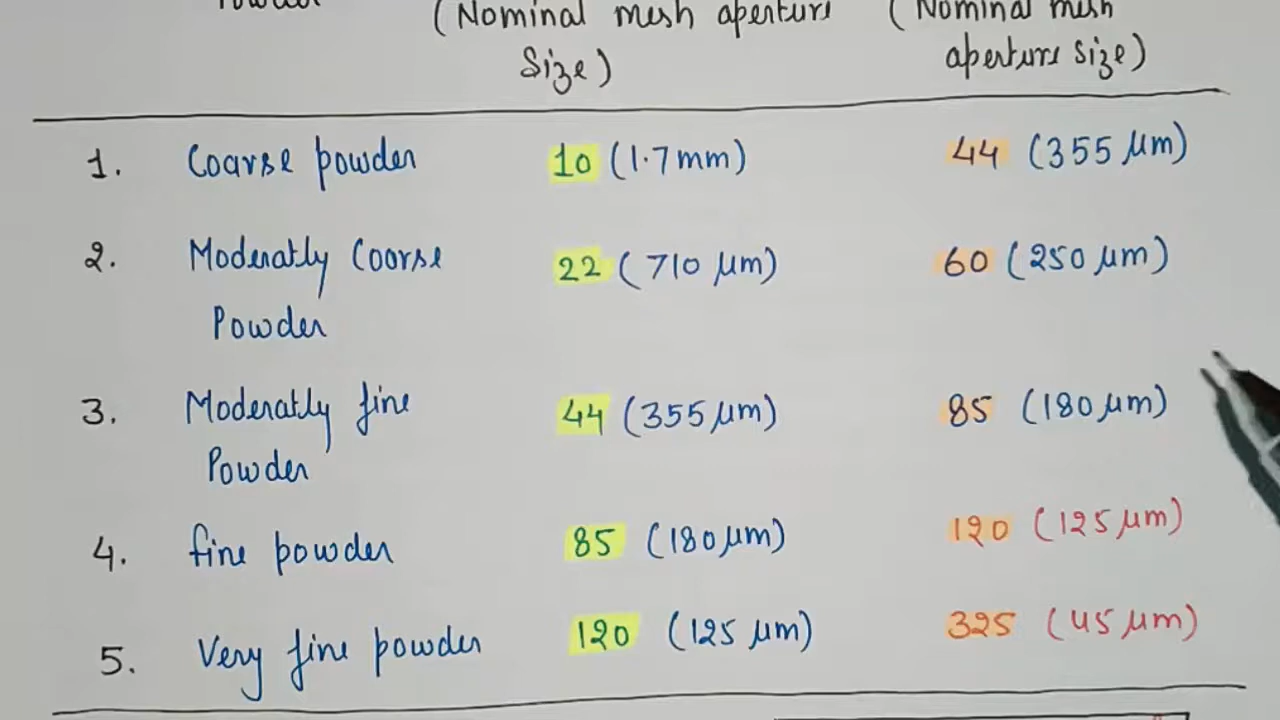 Powder (Nominal mesh aperture (Nominal mesh
Size) aperture size)
1. Coarse powder 10 (1.7mm) 44 (355 μm)
2. Moderatly Coorse 22 (710 μm) 60 (250 μm)
Powder
3. Moderatly fine 44 (355 μm) 85 (180 μm)
Powder
4. fine powder 85 (180 μm) 120 (125 μm)
5. Very fine powder 120 (125 μm) 325 (45 μm)